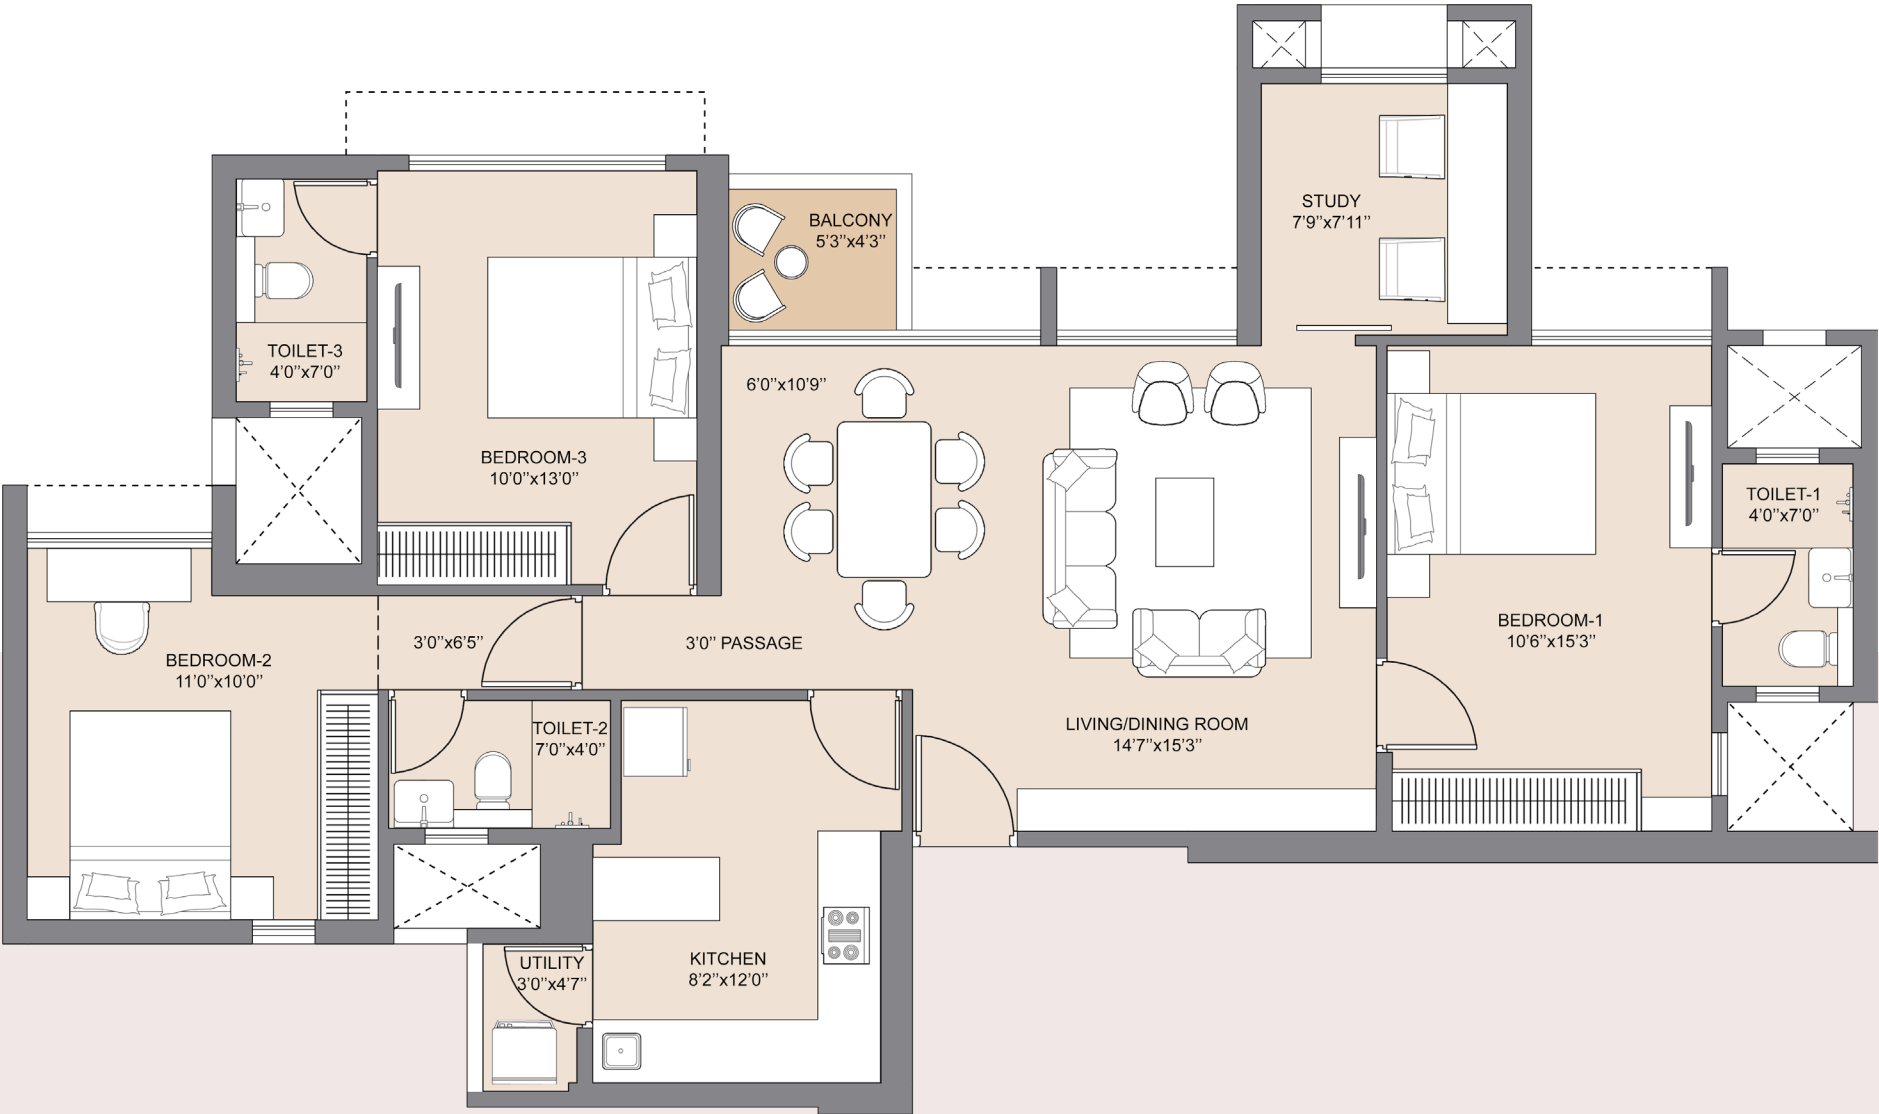 STUDY
7'9''x7'11''
BALCONY
5'3''x4'3''
TOILET-3
4'0''x7'0''
6'0''x10'9''
BEDROOM-3
10'0''x13'0''
TOILET-1
4'0''x7'0''
BEDROOM-1
10'6''x15'3''
3'0''x6'5''
3'0'' PASSAGE
BEDROOM-2
11'0''x10'0''
TOILET-2
7'0''x4'0''
LIVING/DINING ROOM
14'7''x15'3''
UTILITY
3'0''x4'7''
KITCHEN
8'2''x12'0''